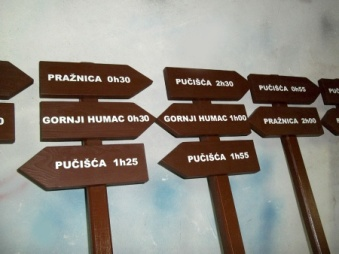 PRAŽNICA 0h30
GORNJI HUMAC 0h30
PUČIŠĆA 1h25
PUČIŠĆA 2h30
GORNJI HUMAC 1h00
PUČIŠĆA 1h55
PUČIŠĆA 0h55
PRAŽNICA 2h00